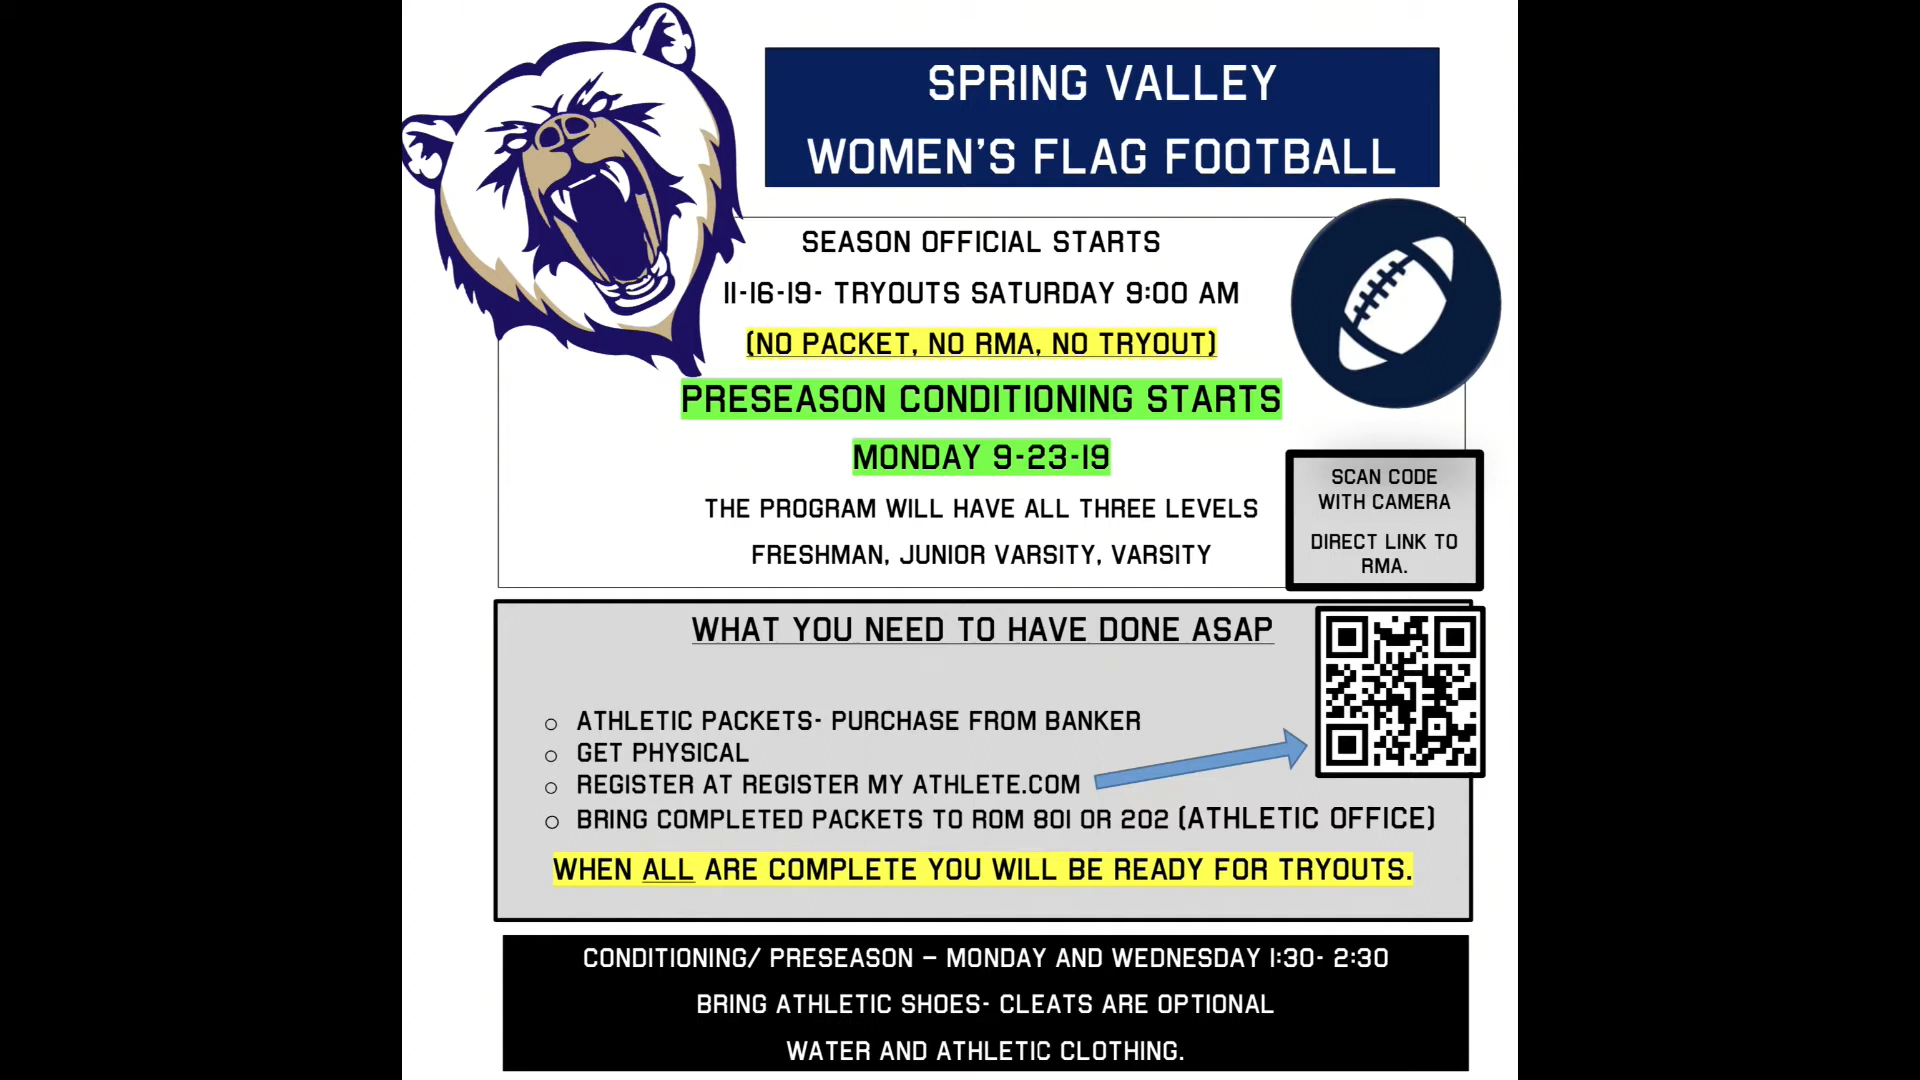 SPRING VALLEY
WOMEN'S FLAG FOOTBALL
SEASON OFFICIAL STARTS
11-16-19- TRYOUTS SATURDAY 9:00 AM
(NO PACKET, NO RMA, NO TRYOUT)
PRESEASON CONDITIONING STARTS
MONDAY 9-23-19
THE PROGRAM WILL HAVE ALL THREE LEVELS
FRESHMAN, JUNIOR VARSITY, VARSITY
SCAN CODE
WITH CAMERA
DIRECT LINK TO
RMA.
WHAT YOU NEED TO HAVE DONE ASAP
ATHLETIC PACKETS- PURCHASE FROM BANKER
GET PHYSICAL
REGISTER AT REGISTER MY ATHLETE.COM
BRING COMPLETED PACKETS TO ROM 801 OR 202 (ATHLETIC OFFICE)
WHEN ALL ARE COMPLETE YOU WILL BE READY FOR TRYOUTS.
CONDITIONING/ PRESEASON – MONDAY AND WEDNESDAY 1:30- 2:30
BRING ATHLETIC SHOES- CLEATS ARE OPTIONAL
WATER AND ATHLETIC CLOTHING.